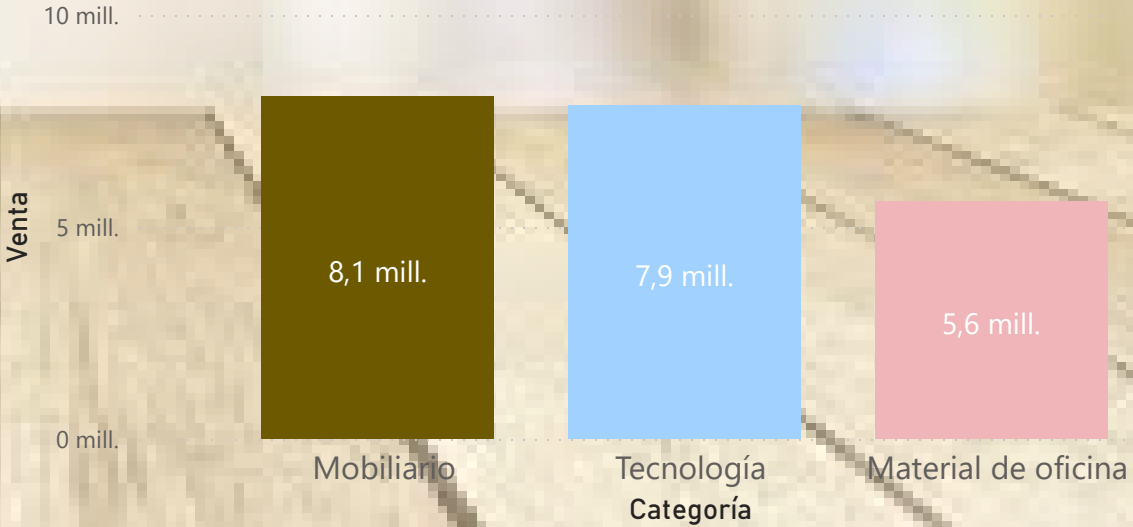 10 mill.
5 mill.
0 mill.
Venta
8,1 mill.
7,9 mill.
5,6 mill.
Mobiliario
Tecnología
Material de oficina
Categoría